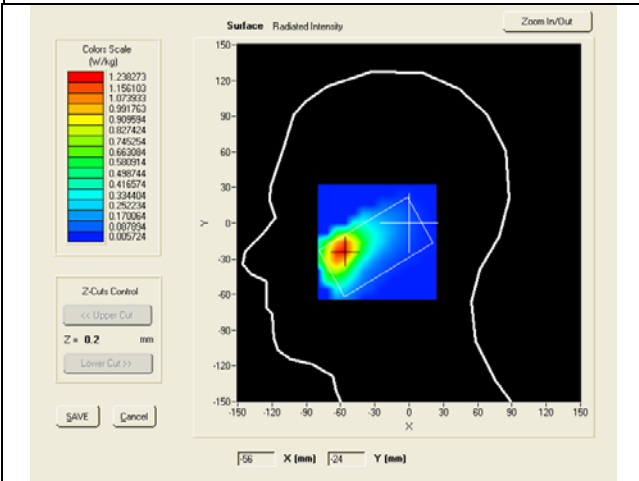 Surface Radiated Intensity
Zoom In/Out
Colors Scale
(W/kg)
1.238273
1.156103
1.073933
0.991763
0.909594
0.827424
0.745254
0.663084
0.580914
0.498744
0.416574
0.334404
0.252234
0.170064
0.087894
0.005724
150
120
90
60
30
0
-30
-60
-90
-120
-150
Y
-150 -120 -90 -60 -30 0 30 60 90 120 150
X
Z-Cuts Control
<< Upper Cut
Z = 0.2 mm
Lower Cut >>
SAVE Cancel
-56 X (mm) -24 Y (mm)